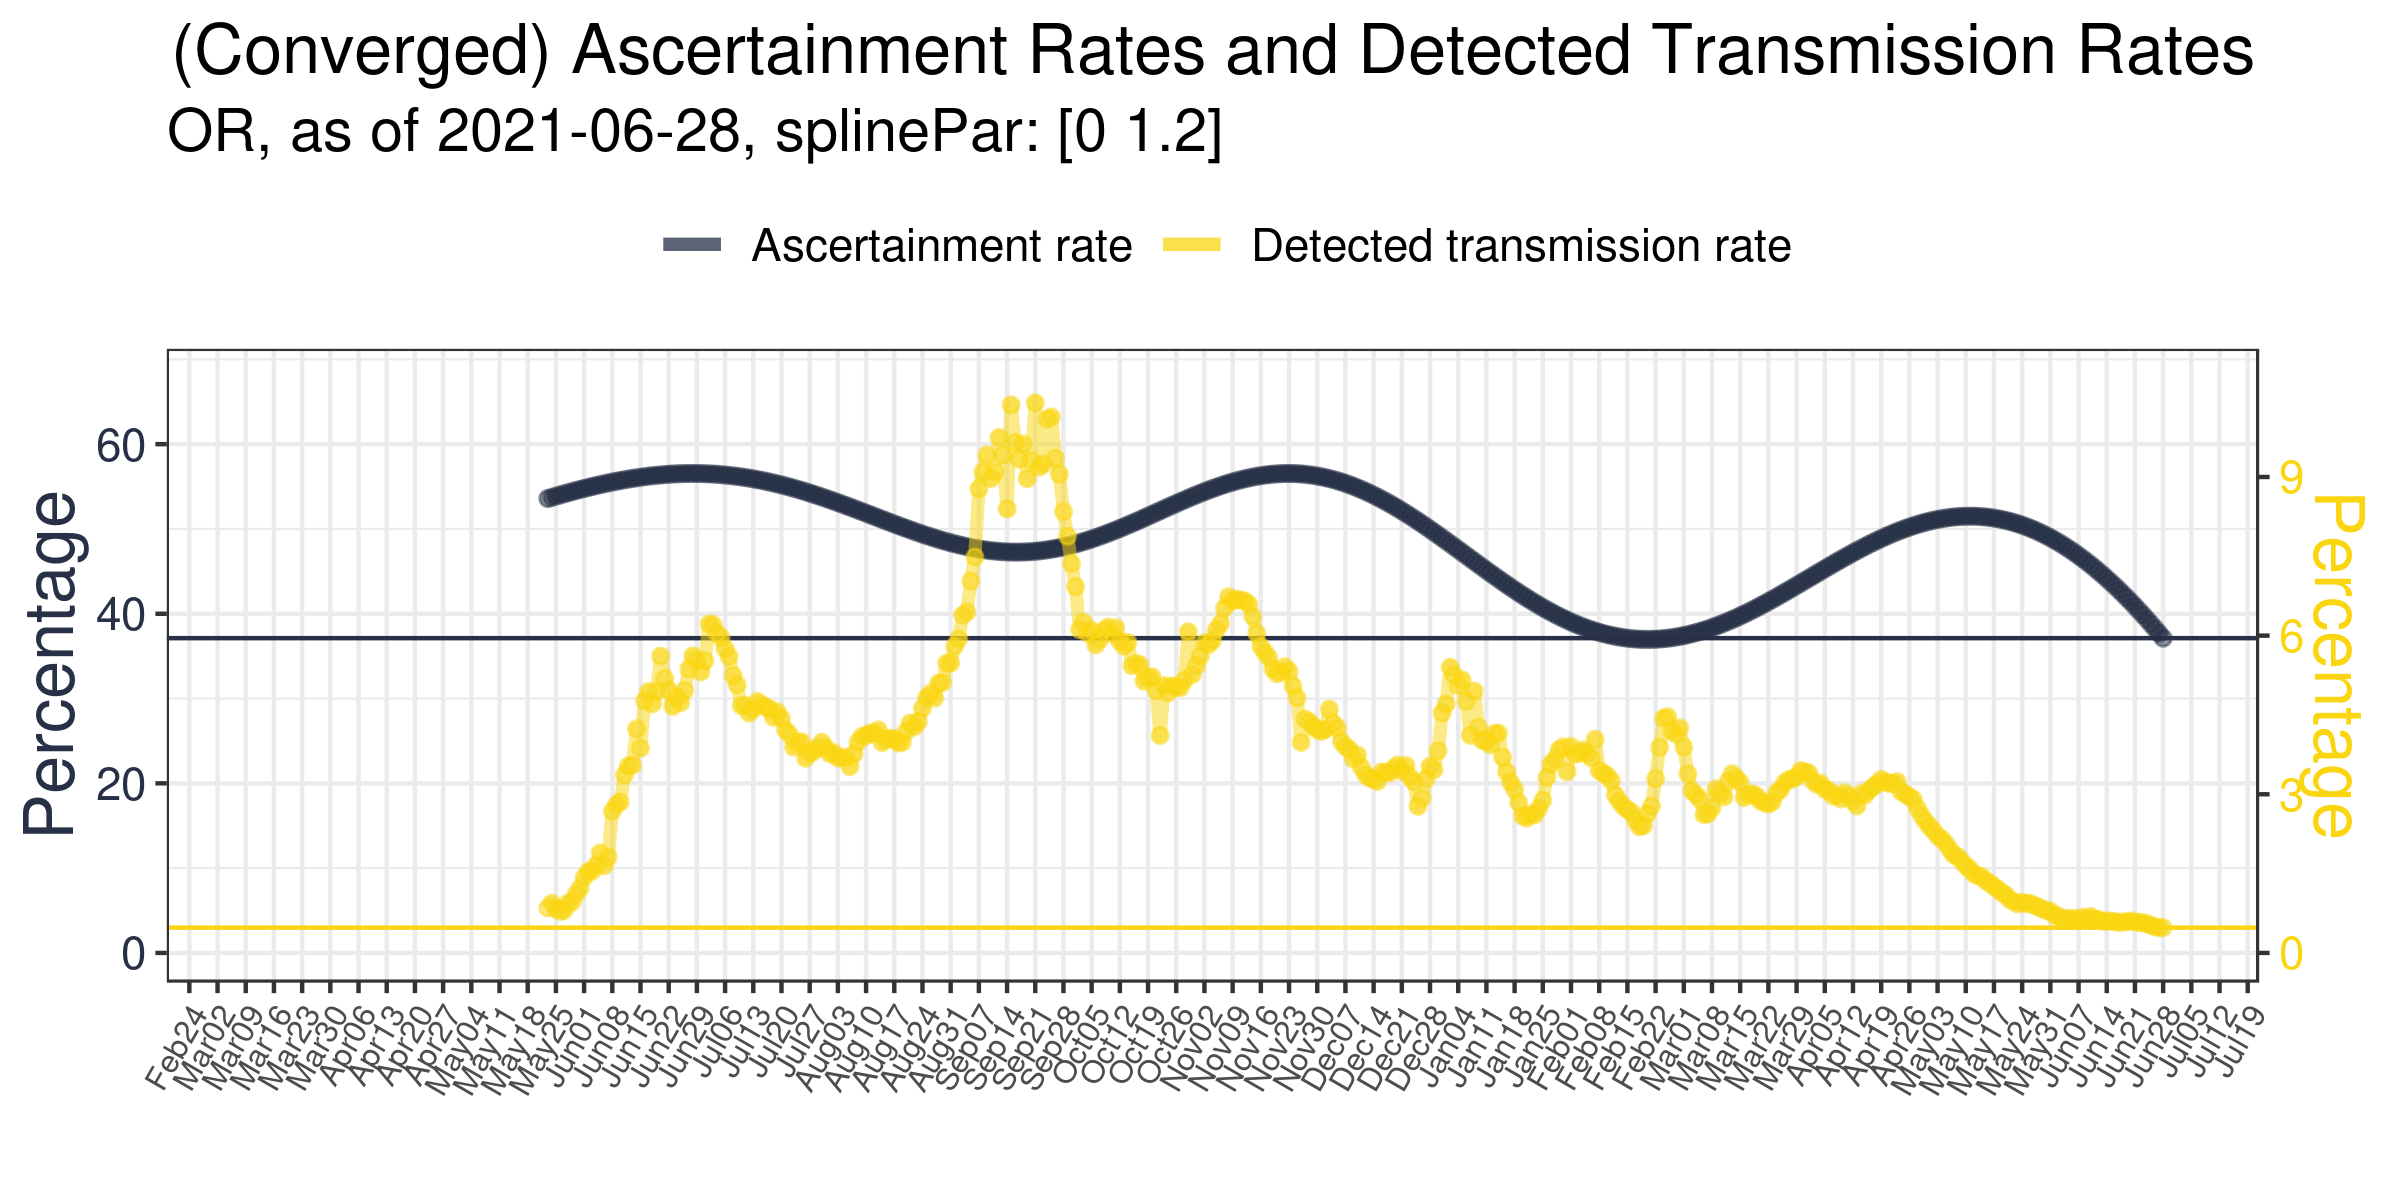 (Converged) Ascertainment Rates and Detected Transmission Rates
OR, as of 2021-06-28, splinePar: [0 1.2]
Ascertainment rate
Detected transmission rate
Percentage
60
40
20
0
9
6
3
0
Percentage
Feb24
Mar02
Mar09
Mar16
Mar23
Mar30
Apr06
Apr13
Apr20
Apr27
May04
May11
May18
May25
Jun01
Jun08
Jun15
Jun22
Jun29
Jul06
Jul13
Jul20
Jul27
Aug03
Aug10
Aug17
Aug24
Aug31
Sep07
Sep14
Sep21
Sep28
Oct05
Oct12
Oct19
Oct26
Nov02
Nov09
Nov16
Nov23
Nov30
Dec07
Dec14
Dec21
Dec28
Jan04
Jan11
Jan18
Jan25
Feb01
Feb08
Feb15
Feb22
Mar01
Mar08
Mar15
Mar22
Mar29
Apr05
Apr12
Apr19
Apr26
May03
May10
May17
May24
May31
Jun07
Jun14
Jun21
Jun28
Jul05
Jul12
Jul19